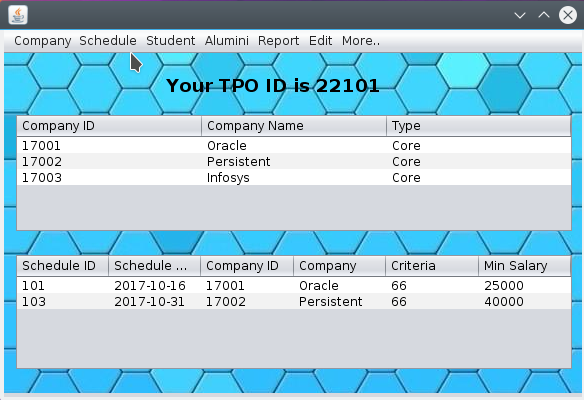 Company Schedule Student Alumini Report Edit More..
Your TPO ID is 22101
Company ID Company Name Type
17001 Oracle Core
17002 Persistent Core
17003 Infosys Core
Schedule ID Schedule ... Company ID Company Criteria Min Salary
101 2017-10-16 17001 Oracle 66 25000
103 2017-10-31 17002 Persistent 66 40000